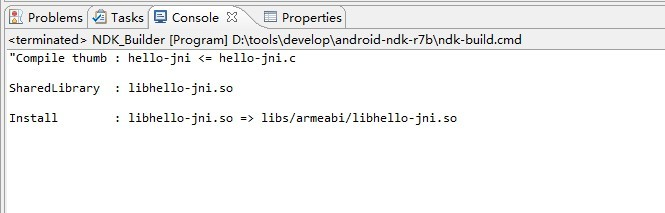 Problems Tasks Console Properties
<terminated> NDK_Builder [Program] D:\tools\develop\android-ndk-r7b\ndk-build.cmd
"Compile thumb : hello-jni <= hello-jni.c
SharedLibrary  : libhello-jni.so
Install        : libhello-jni.so => libs/armeabi/libhello-jni.so